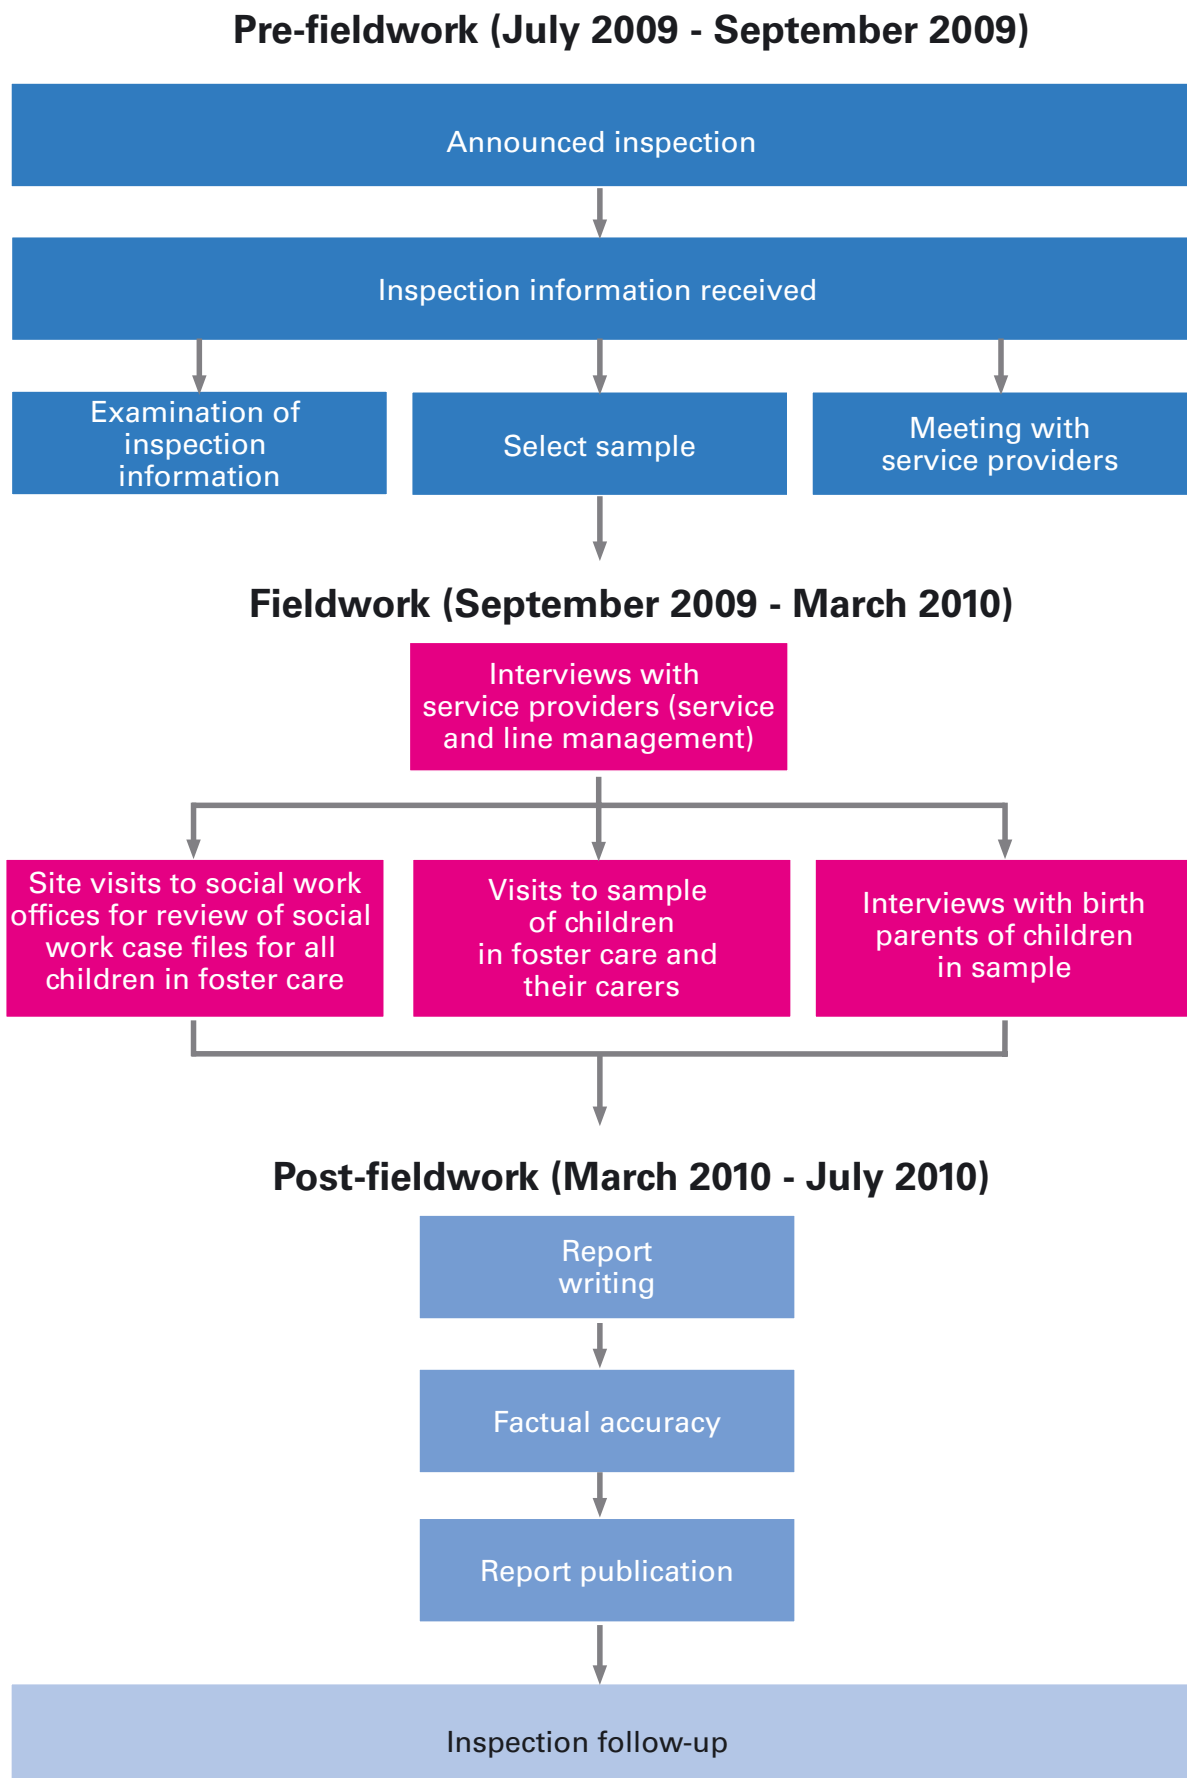 Pre-fieldwork (July 2009 - September 2009)
Announced inspection
Inspection information received
Examination of
inspection
information
Select sample
Meeting with
service providers
Fieldwork (September 2009 - March 2010)
Interviews with
service providers (service
and line management)
Site visits to social work
offices for review of social
work case files for all
children in foster care
Visits to sample
of children
in foster care and
their carers
Interviews with birth
parents of children
in sample
Post-fieldwork (March 2010 - July 2010)
Report
writing
Factual accuracy
Report publication
Inspection follow-up